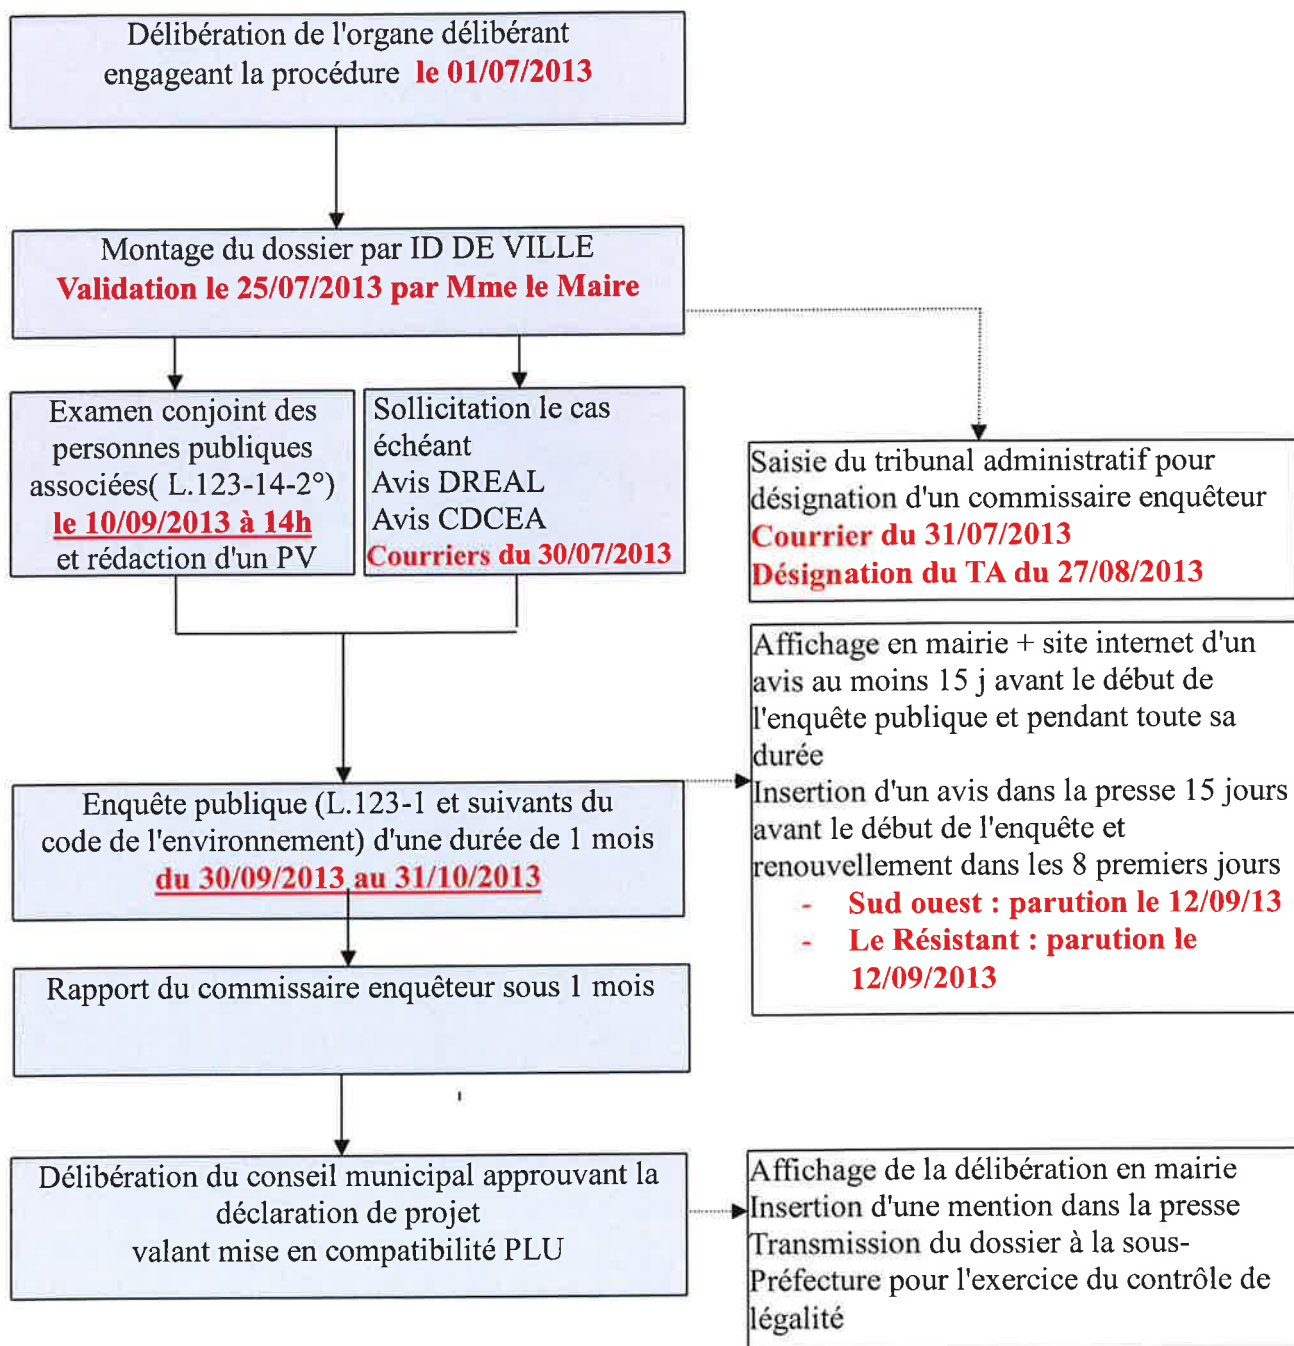 Délibération de l'organe délibérant
engageant la procédure le 01/07/2013
Montage du dossier par ID DE VILLE
Validation le 25/07/2013 par Mme le Maire
Examen conjoint des
personnes publiques
associées( L.123-14-2°)
le 10/09/2013 à 14h
et rédaction d'un PV
Sollicitation le cas
échéant
Avis DREAL
Avis CDCEA
Courriers du 30/07/2013
Saisie du tribunal administratif pour
désignation d'un commissaire enquêteur
Courrier du 31/07/2013
Désignation du TA du 27/08/2013
Affichage en mairie + site internet d'un
avis au moins 15 j avant le début de
l'enquête publique et pendant toute sa
durée
Insertion d'un avis dans la presse 15 jours
avant le début de l'enquête et
renouvellement dans les 8 premiers jours
- Sud ouest : parution le 12/09/13
- Le Résistant : parution le
12/09/2013
Enquête publique (L.123-1 et suivants du
code de l'environnement) d'une durée de 1 mois
du 30/09/2013 au 31/10/2013
Rapport du commissaire enquêteur sous 1 mois
Délibération du conseil municipal approuvant la
déclaration de projet
valant mise en compatibilité PLU
Affichage de la délibération en mairie
Insertion d'une mention dans la presse
Transmission du dossier à la sous-
Préfecture pour l'exercice du contrôle de
légalité